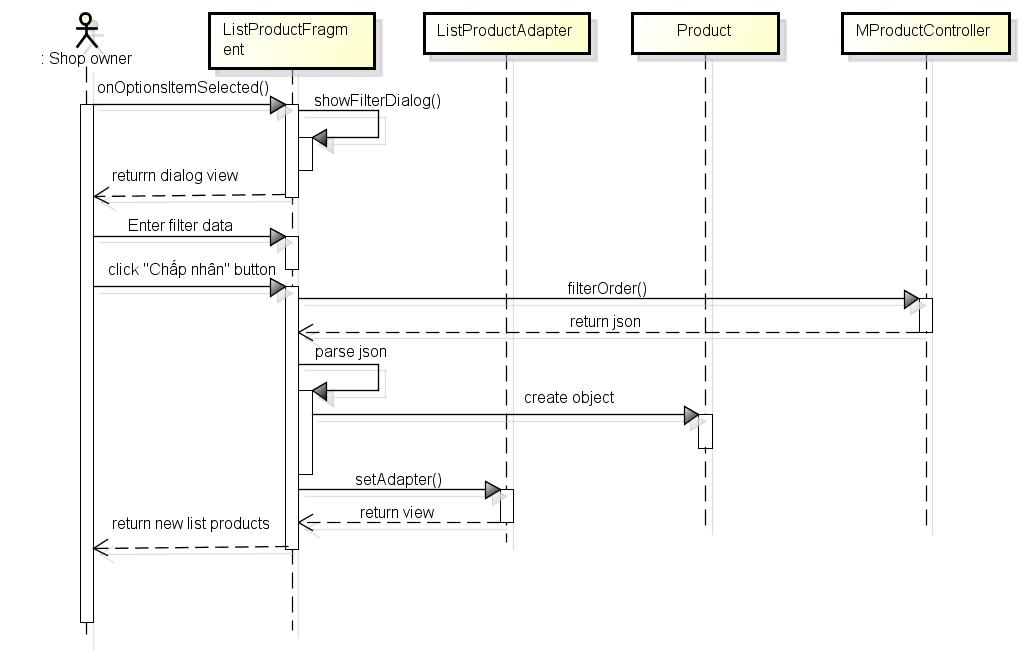 : Shop owner
ListProductFragm
ent
ListProductAdapter
Product
MProductController
onOptionsItemSelected()
showFilterDialog()
returrn dialog view
Enter filter data
click "Chấp nhân" button
filterOrder()
return json
parse json
create object
setAdapter()
return view
return new list products